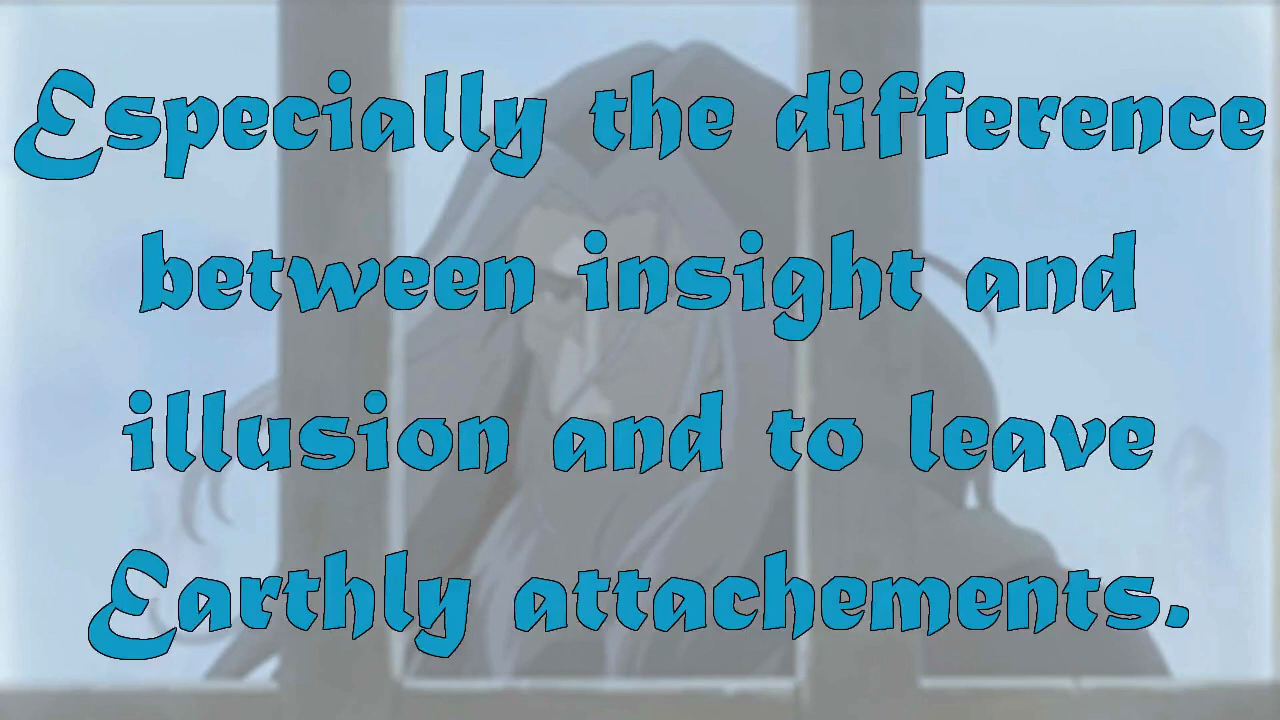 Especially the difference
between insight and
illusion and to leave
Earthly attachements.